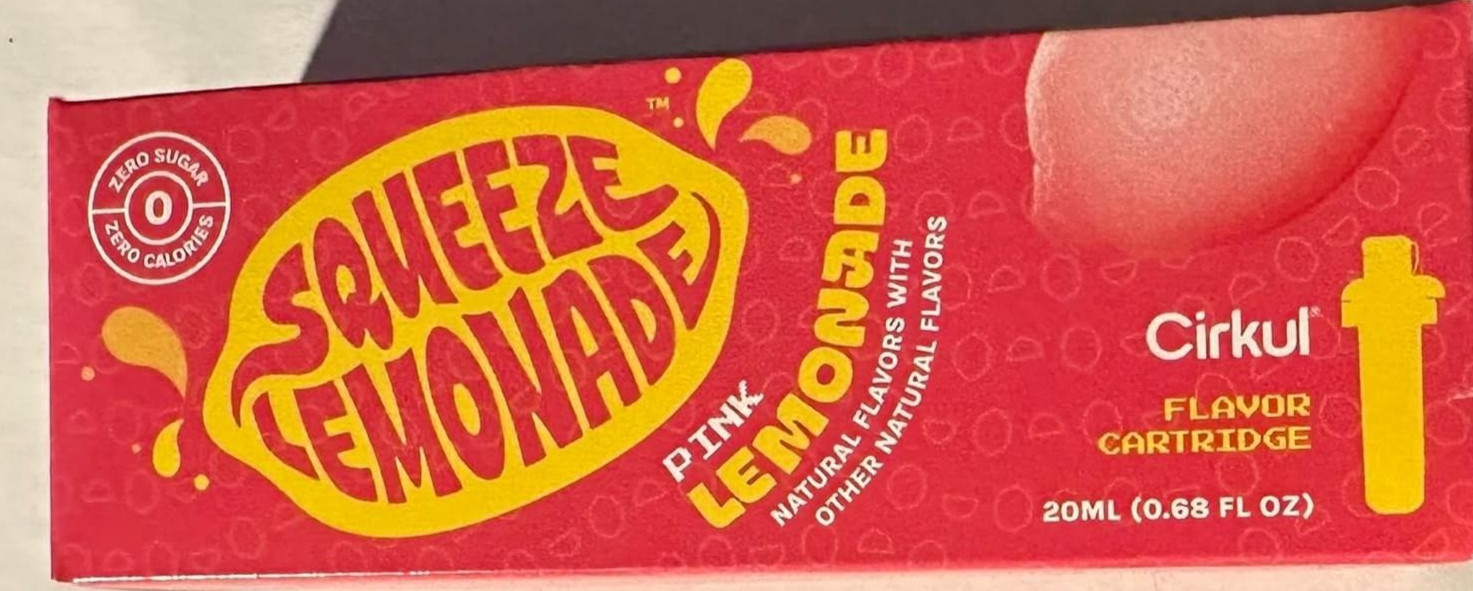 ZERO SUGAR
0
ZERO CALORIES
SQUEEZE
LEMONADE
™
PINK
LEMONADE
NATURAL FLAVORS WITH
OTHER NATURAL FLAVORS
Cirkul®
FLAVOR
CARTRIDGE
20ML (0.68 FL OZ)